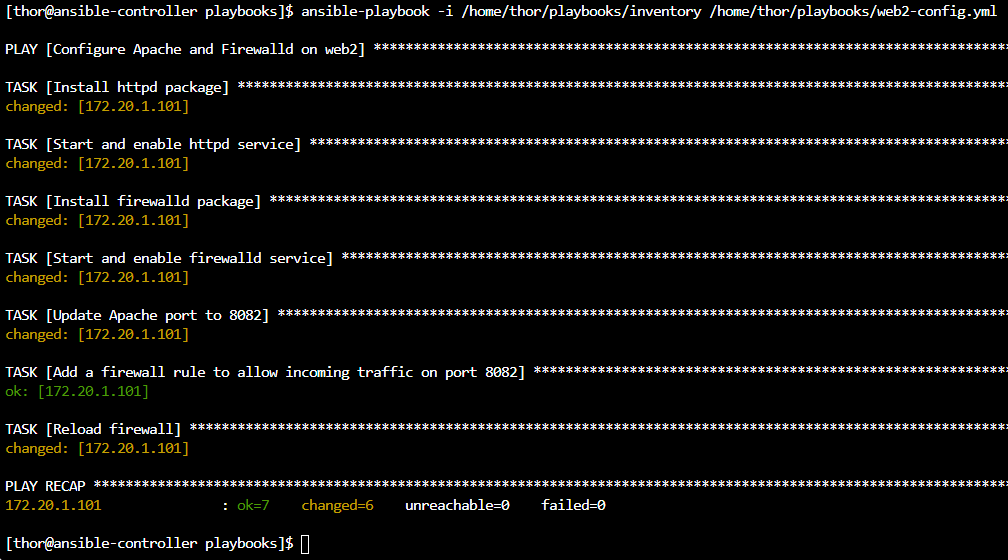 [thor@ansible-controller playbooks]$ ansible-playbook -i /home/thor/playbooks/inventory /home/thor/playbooks/web2-config.yml
PLAY [Configure Apache and Firewalld on web2] ********************************************************************************
TASK [Install httpd package] *************************************************************************************************
changed: [172.20.1.101]
TASK [Start and enable httpd service] ****************************************************************************************
changed: [172.20.1.101]
TASK [Install firewalld package] *********************************************************************************************
changed: [172.20.1.101]
TASK [Start and enable firewalld service] ************************************************************************************
changed: [172.20.1.101]
TASK [Update Apache port to 8082] ********************************************************************************************
changed: [172.20.1.101]
TASK [Add a firewall rule to allow incoming traffic on port 8082] ************************************************************
ok: [172.20.1.101]
TASK [Reload firewall] *******************************************************************************************************
changed: [172.20.1.101]
PLAY RECAP *******************************************************************************************************************
172.20.1.101               : ok=7    changed=6    unreachable=0    failed=0
[thor@ansible-controller playbooks]$